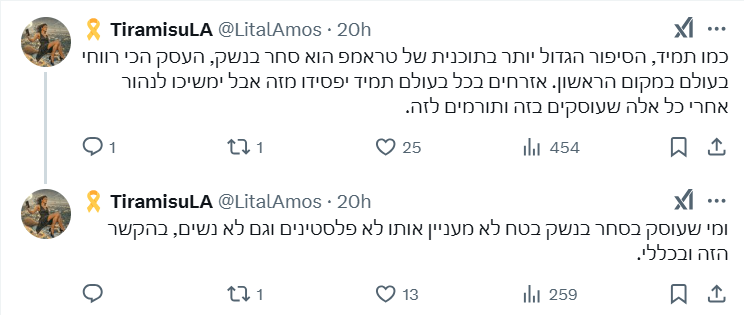 TiramisuLA @LitalAmos · 20h
כמו תמיד, הסיפור הגדול יותר בתוכנית של טראמפ הוא סחר בנשק, העסק הכי רווחי
בעולם במקום הראשון. אזרחים בכל בעולם תמיד יפסידו מזה אבל ימשיכו לנהור
אחרי כל אלה שעוסקים בזה ותורמים לזה.
1 1 25 454
TiramisuLA @LitalAmos · 20h
ומי שעוסק בסחר בנשק בטח לא מעניין אותו לא פלסטינים וגם לא נשים, בהקשר
הזה ובכללי.
1 13 259